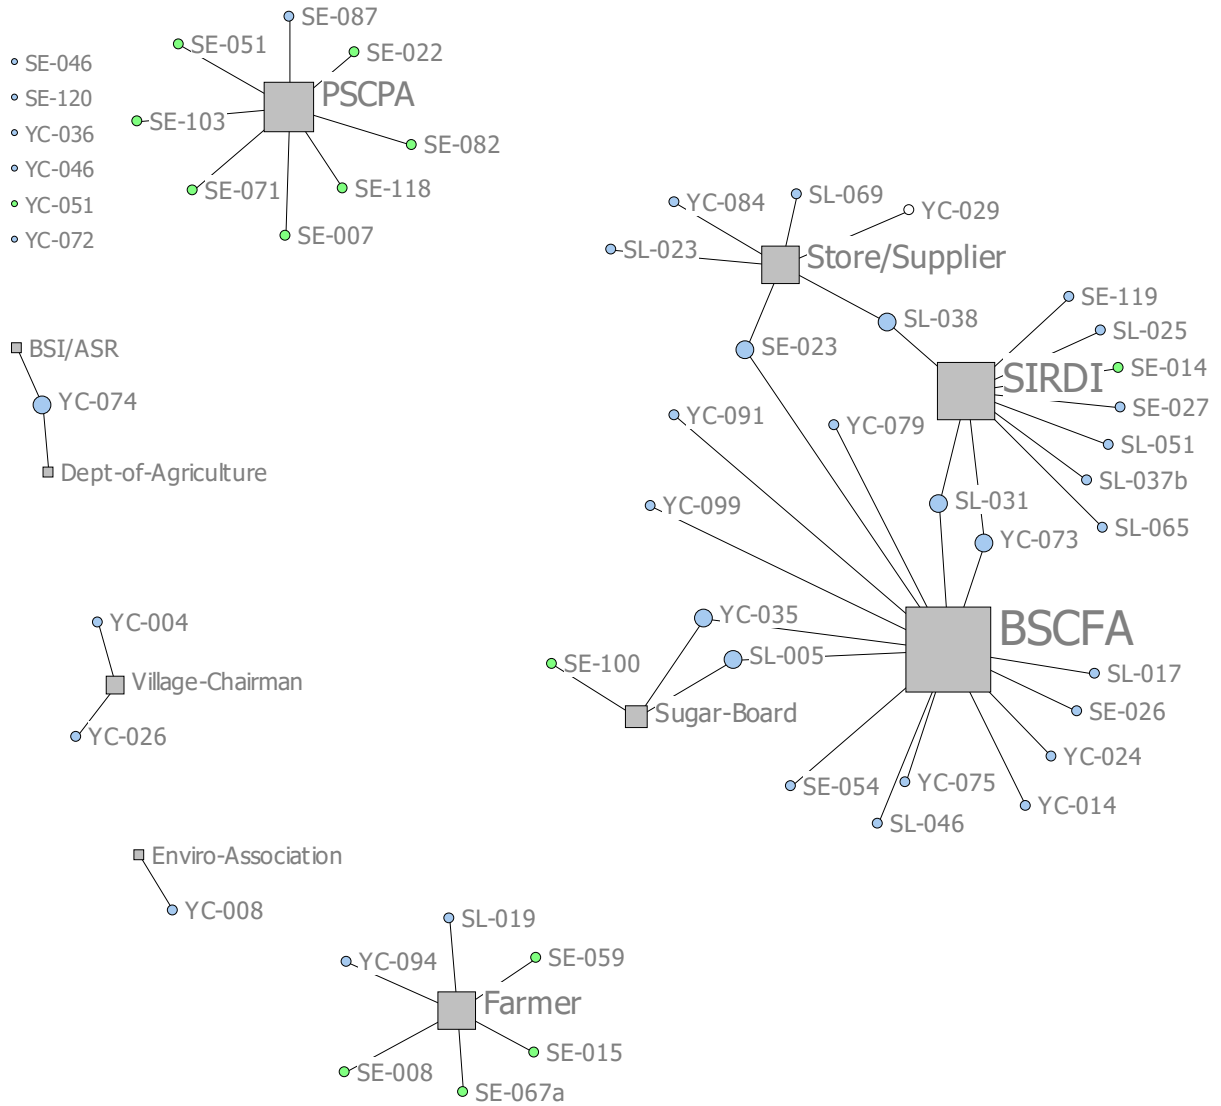 SE-087
SE-051
SE-022
SE-046
PSCPA
SE-120
SE-103
YC-036
SE-082
YC-046
SE-071
SE-118
YC-051
SE-007
YC-072
YC-084
SL-069
YC-029
SL-023
Store/Supplier
SE-119
SL-038
SL-025
SE-023
BSI/ASR
SIRDI
SE-014
YC-074
SE-027
YC-091
YC-079
SL-051
Dept-of-Agriculture
SL-037b
YC-099
SL-031
SL-065
YC-073
YC-004
YC-035
BSCFA
SL-005
SE-100
SL-017
Village-Chairman
Sugar-Board
SE-026
YC-026
YC-024
SE-054
YC-075
YC-014
SL-046
Enviro-Association
YC-008
SL-019
YC-094
SE-059
Farmer
SE-015
SE-008
SE-067a